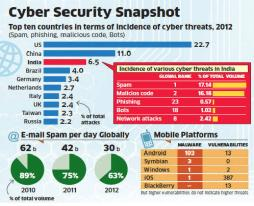 Cyber Security Snapshot
Top ten countries in terms of incidence of cyber threats, 2012
(Spam, phishing, malicious code, Bots)
US 22.7
China 11.0
India 6.5
Brazil 4.0
Germany 3.4
Netherlands 2.7
Italy 2.4
UK 2.4
Taiwan 2.3
Russia 2.2
% of total attacks
Incidence of various cyber threats in India
GLOBAL RANK % OF TOTAL VOLUME
Spam 1 17.14
Malicious code 2 16.16
Phishing 23 6.57
Bots 18 1.03
Network attacks 8 2.42
E-mail Spam per day Globally
62 b 42 b 30 b
89% 75% 63%
2010 2011 2012
% of total volume
Mobile Platforms
MALWARE VULNERABILITIES
Android 103 13
Symbian 3 0
Windows 1 2
iOS 1 387
BlackBerry 13
But higher vulnerabilities do not indicate higher threats